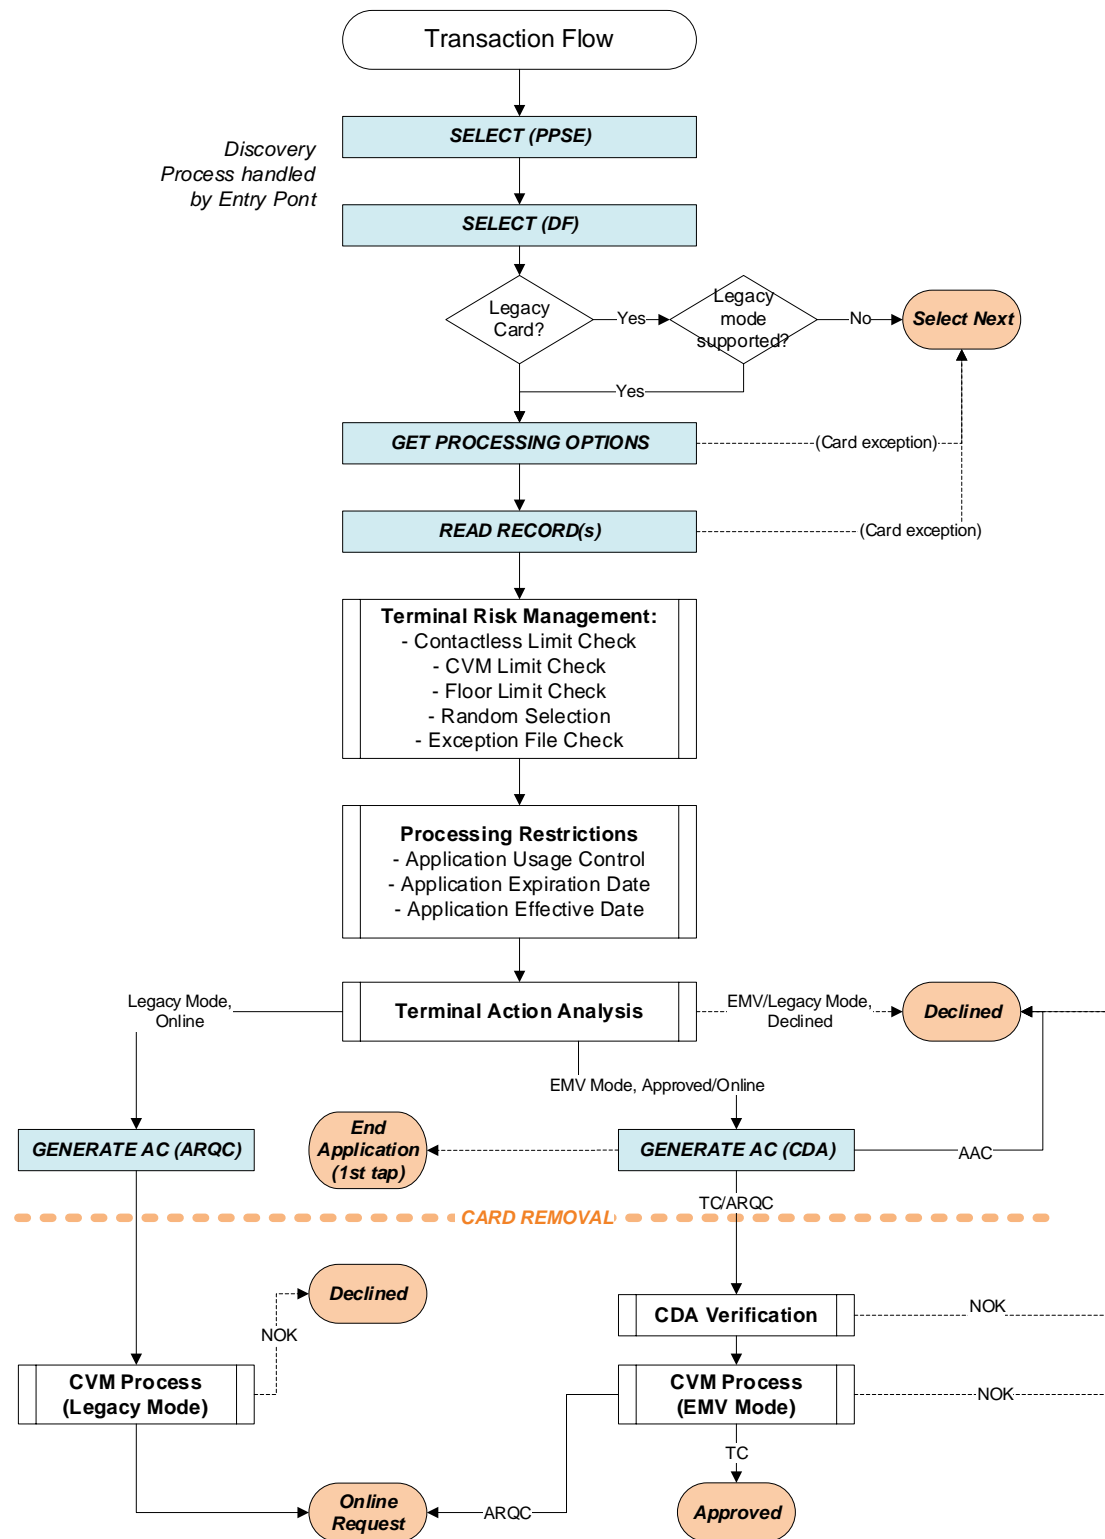 Transaction Flow
SELECT (PPSE)
Discovery
Process handled
by Entry Pont
SELECT (DF)
Legacy
Card?
Yes
Legacy
mode
supported?
No
Select Next
Yes
GET PROCESSING OPTIONS
(Card exception)
READ RECORD(s)
(Card exception)
Terminal Risk Management:
- Contactless Limit Check
- CVM Limit Check
- Floor Limit Check
- Random Selection
- Exception File Check
Processing Restrictions
- Application Usage Control
- Application Expiration Date
- Application Effective Date
Legacy Mode,
Online
Terminal Action Analysis
EMV/Legacy Mode,
Declined
Declined
EMV Mode, Approved/Online
GENERATE AC (ARQC)
End
Application
(1st tap)
GENERATE AC (CDA)
AAC
TC/ARQC
CARD REMOVAL
Declined
NOK
CDA Verification
NOK
CVM Process
(Legacy Mode)
CVM Process
(EMV Mode)
NOK
TC
Online
Request
ARQC
Approved